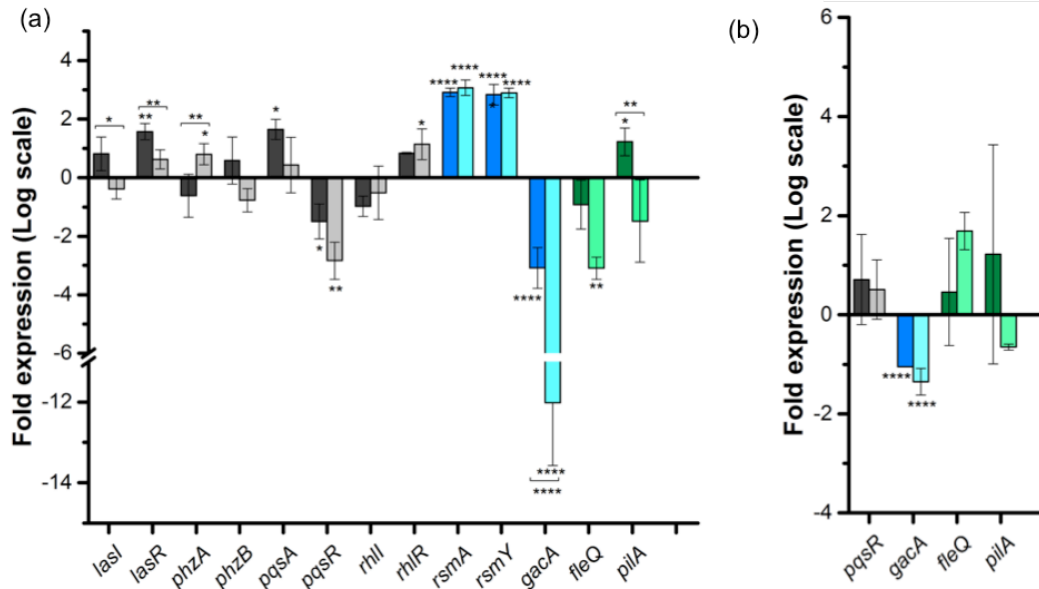 (a)
Fold expression (Log scale)
4
2
0
-2
-4
-6
-12
-14
*
**
**
**
*
*
*
**
*
****
****
****
*
****
****
****
****
**
**
*
lasI
lasR
phzA
phzB
pqsA
pqsR
rhlI
rhlR
rsmA
rsmY
gacA
fleQ
pilA
(b)
Fold expression (Log scale)
6
4
2
0
-2
-4
****
****
pqsR
gacA
fleQ
pilA